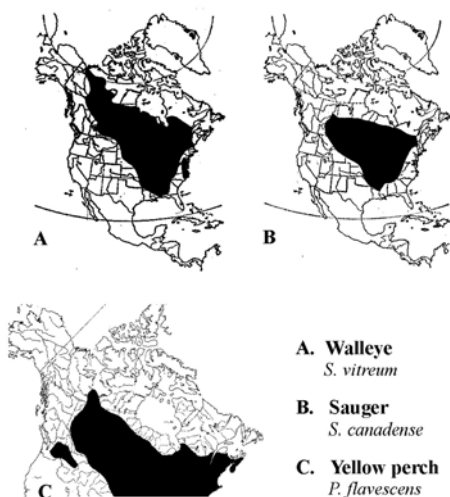 A
B
A. Walleye
S. vitreum
B. Sauger
S. canadense
C
C. Yellow perch
P. flavescens